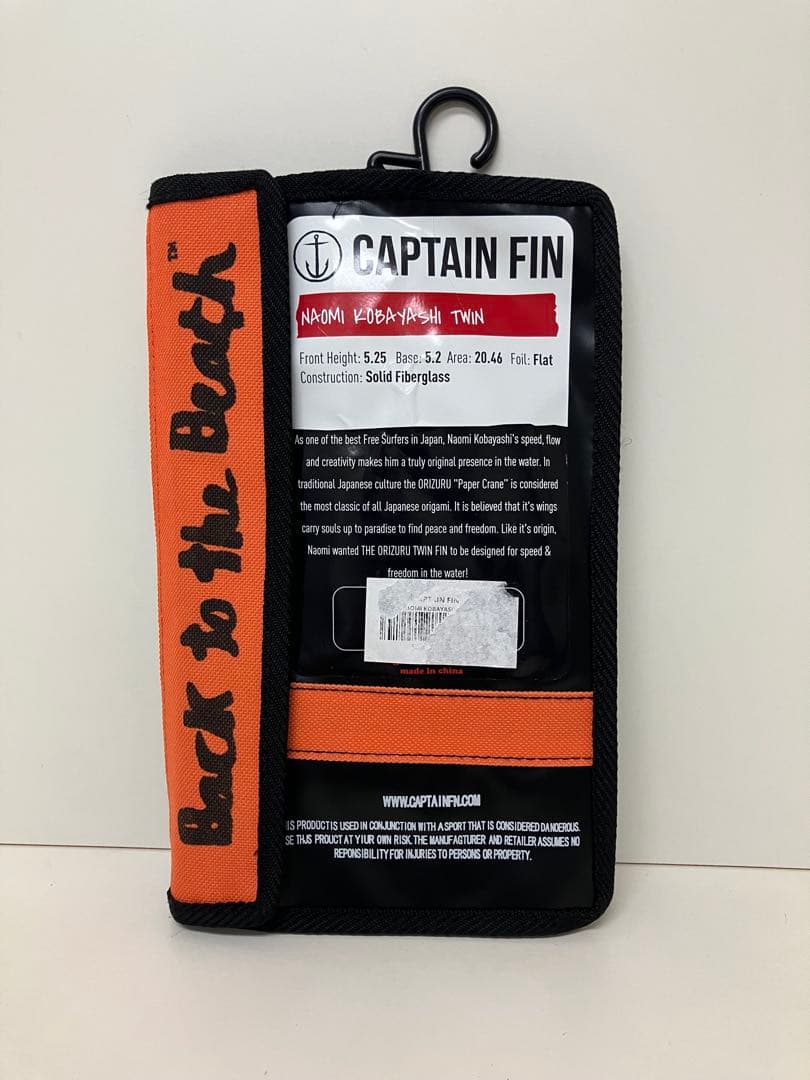 Back to the Beach™
CAPTAIN FIN
NAOMI KOBAYASHI TWIN
Front Height: 5.25 Base: 5.2 Area: 20.46 Foil: Flat
Construction: Solid Fiberglass
As one of the best Free Surfers in Japan, Naomi Kobayashi's speed, flow
and creativity makes him a truly original presence in the water. In
traditional Japanese culture the ORIZURU "Paper Crane" is considered
the most classic of all Japanese origami. It is believed that it's wings
carry souls up to paradise to find peace and freedom. Like it's origin,
Naomi wanted THE ORIZURU TWIN FIN to be designed for speed &
freedom in the water!
FIN
made in china
WWW.CAPTAINFN.COM
IS PRODUCT IS USED IN CONJUNCTION WITH A SPORT THAT IS CONSIDERED DANGEROUS.
SE THJS PROUCT AT YIUR OWN RISK. THE MANUFAGTURER AND RETAILER ASSUMES NO
REPONSIBILITY FOR INJURIES TO PERSONS OR PROPERTY.